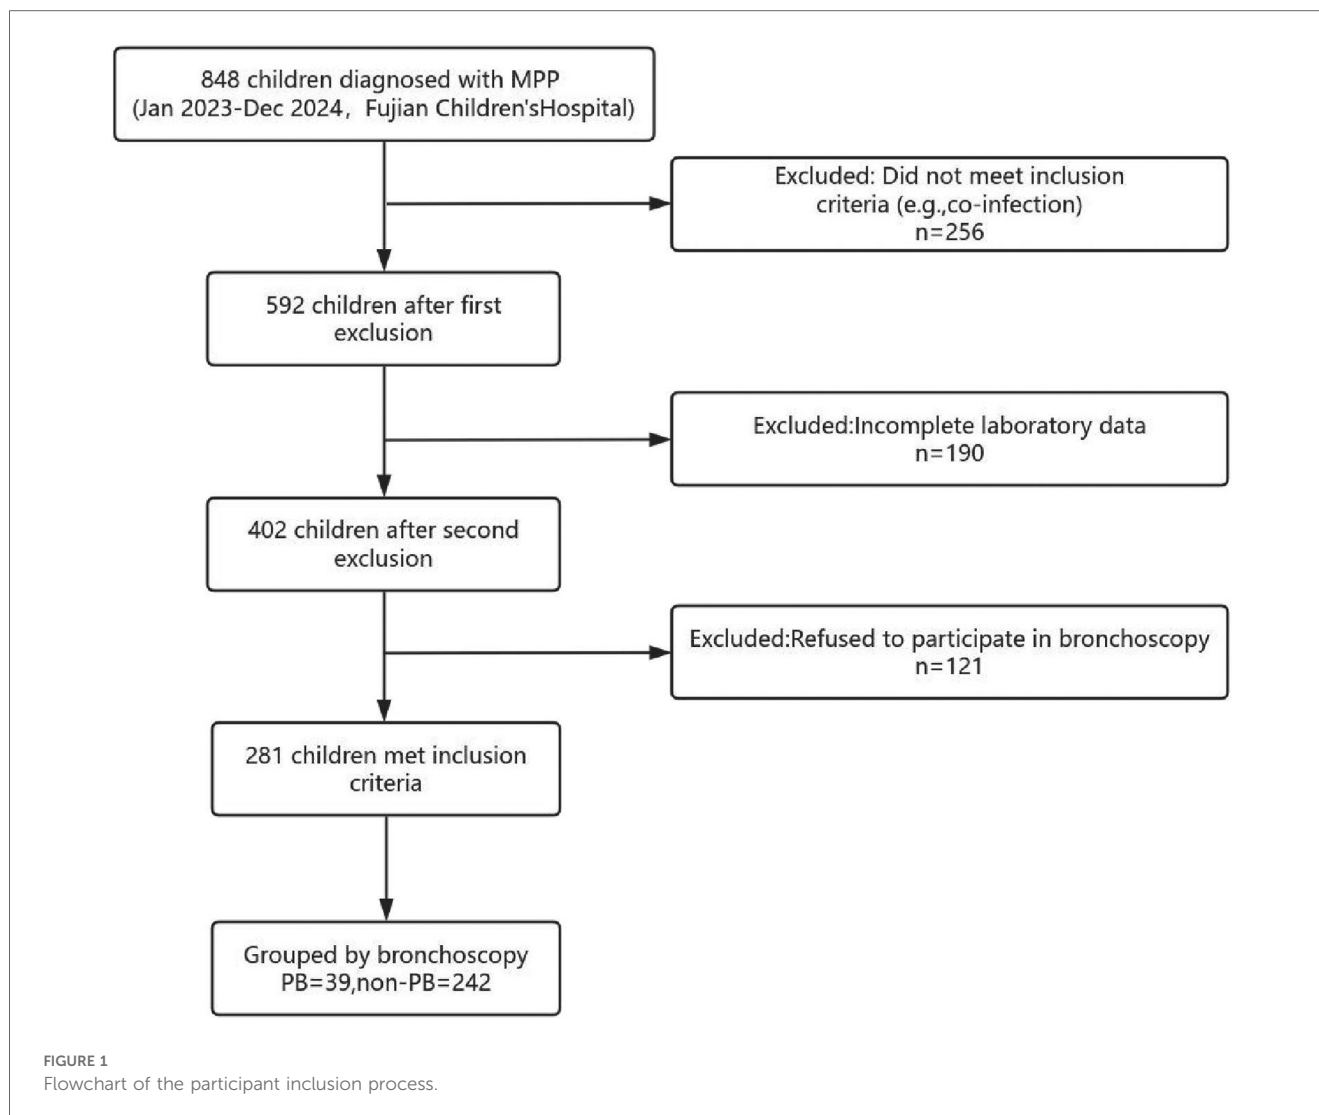 848 children diagnosed with MPP
(Jan 2023-Dec 2024，Fujian Children'sHospital)
Excluded: Did not meet inclusion
criteria (e.g.,co-infection)
n=256
592 children after first
exclusion
Excluded:Incomplete laboratory data
n=190
402 children after second
exclusion
Excluded:Refused to participate in bronchoscopy
n=121
281 children met inclusion
criteria
Grouped by bronchoscopy
PB=39,non-PB=242
FIGURE 1
Flowchart of the participant inclusion process.